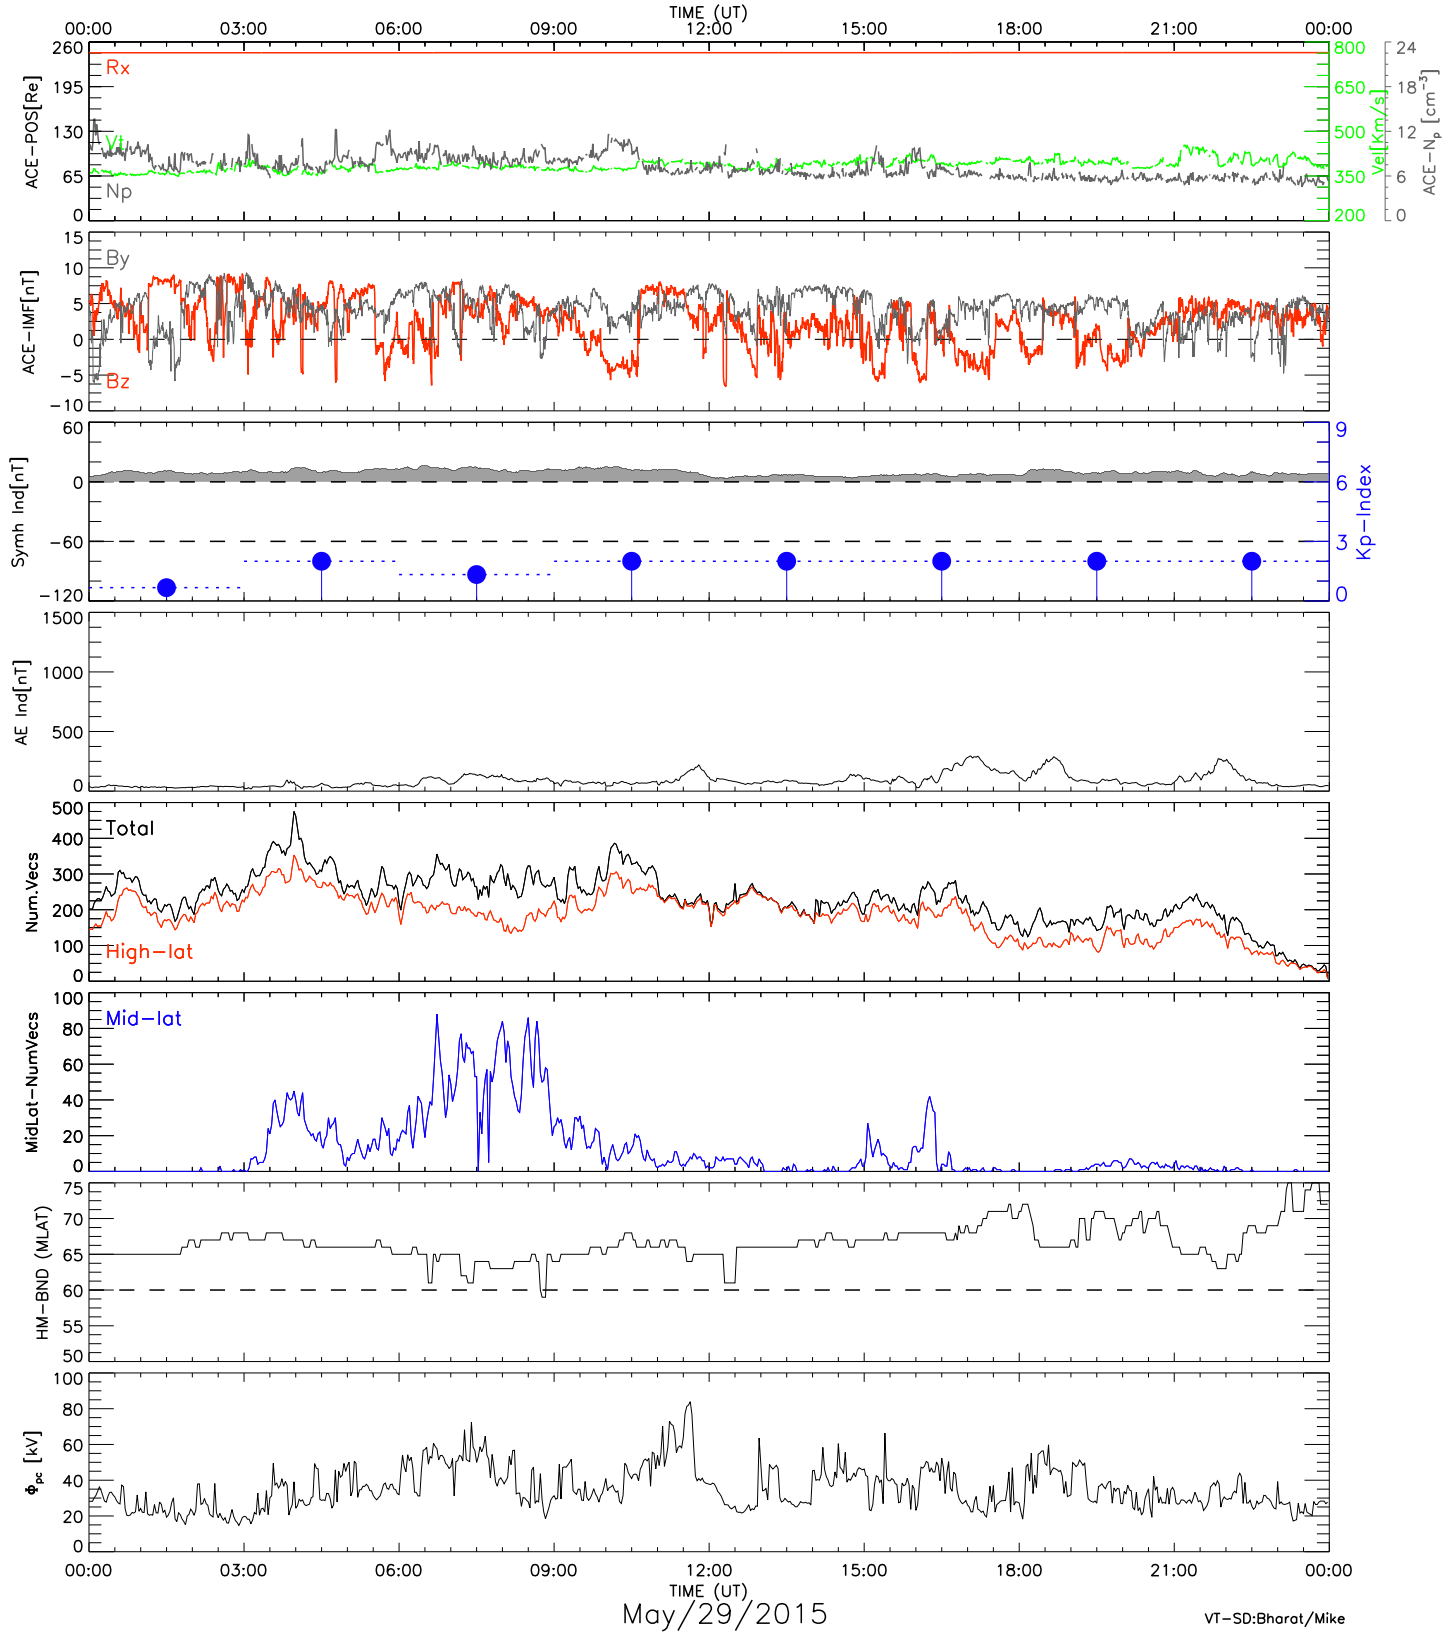 TIME (UT)
00:00 03:00 06:00 09:00 12:00 15:00 18:00 21:00 00:00
260 195 130 65 0
ACE-POS[Re]
Rx
Vt
Np
800 650 500 350 200
Vel[Km/s]
24 18 12 6 0
ACE-Np [cm⁻³]
15 10 5 0 -5 -10
ACE-IMF[nT]
By
Bz
60 0 -60 -120
Symh Ind[nT]
9 6 3 0
Kp-Index
1500 1000 500 0
AE Ind[nT]
500 400 300 200 100 0
Num.Vecs
Total
High-lat
100 80 60 40 20 0
MidLat-NumVecs
Mid-lat
75 70 65 60 55 50
HM-BND (MLAT)
100 80 60 40 20 0
Φpc [kV]
00:00 03:00 06:00 09:00 12:00 15:00 18:00 21:00 00:00
TIME (UT)
May/29/2015
VT-SD:Bharat/Mike